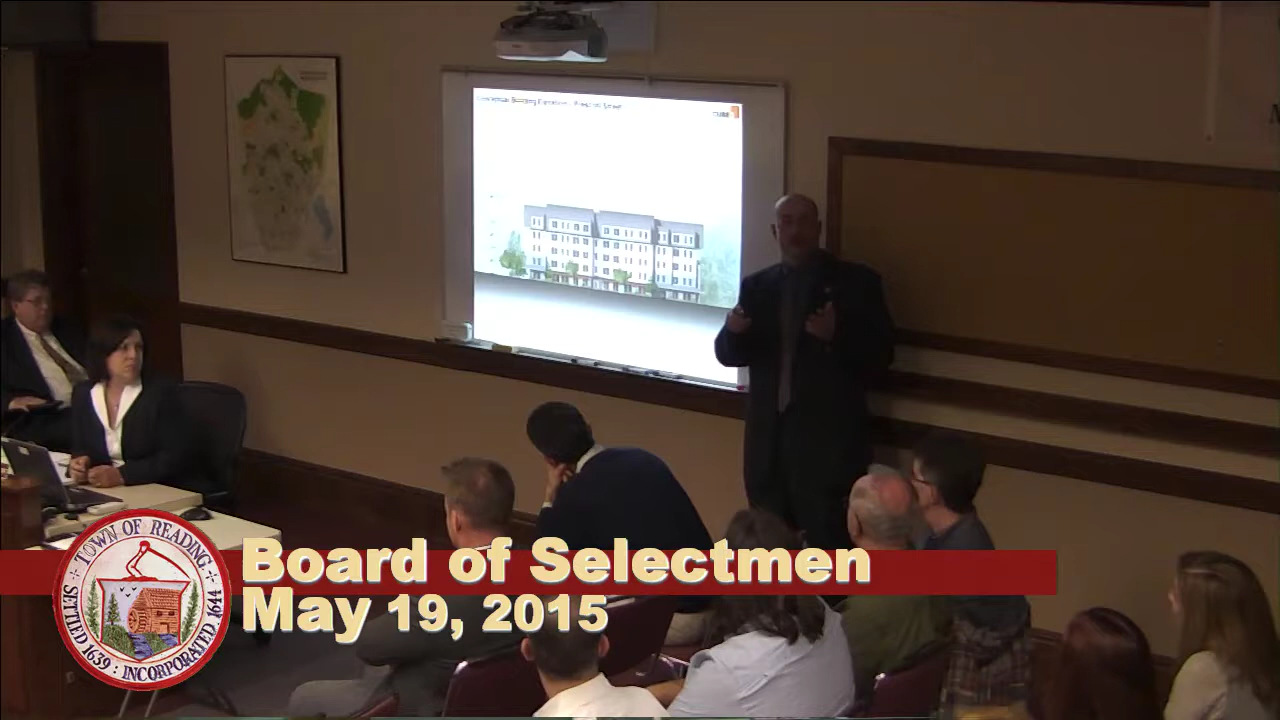 Board of Selectmen
May 19, 2015
TOWN OF READING
SETTLED 1639 : INCORPORATED 1644